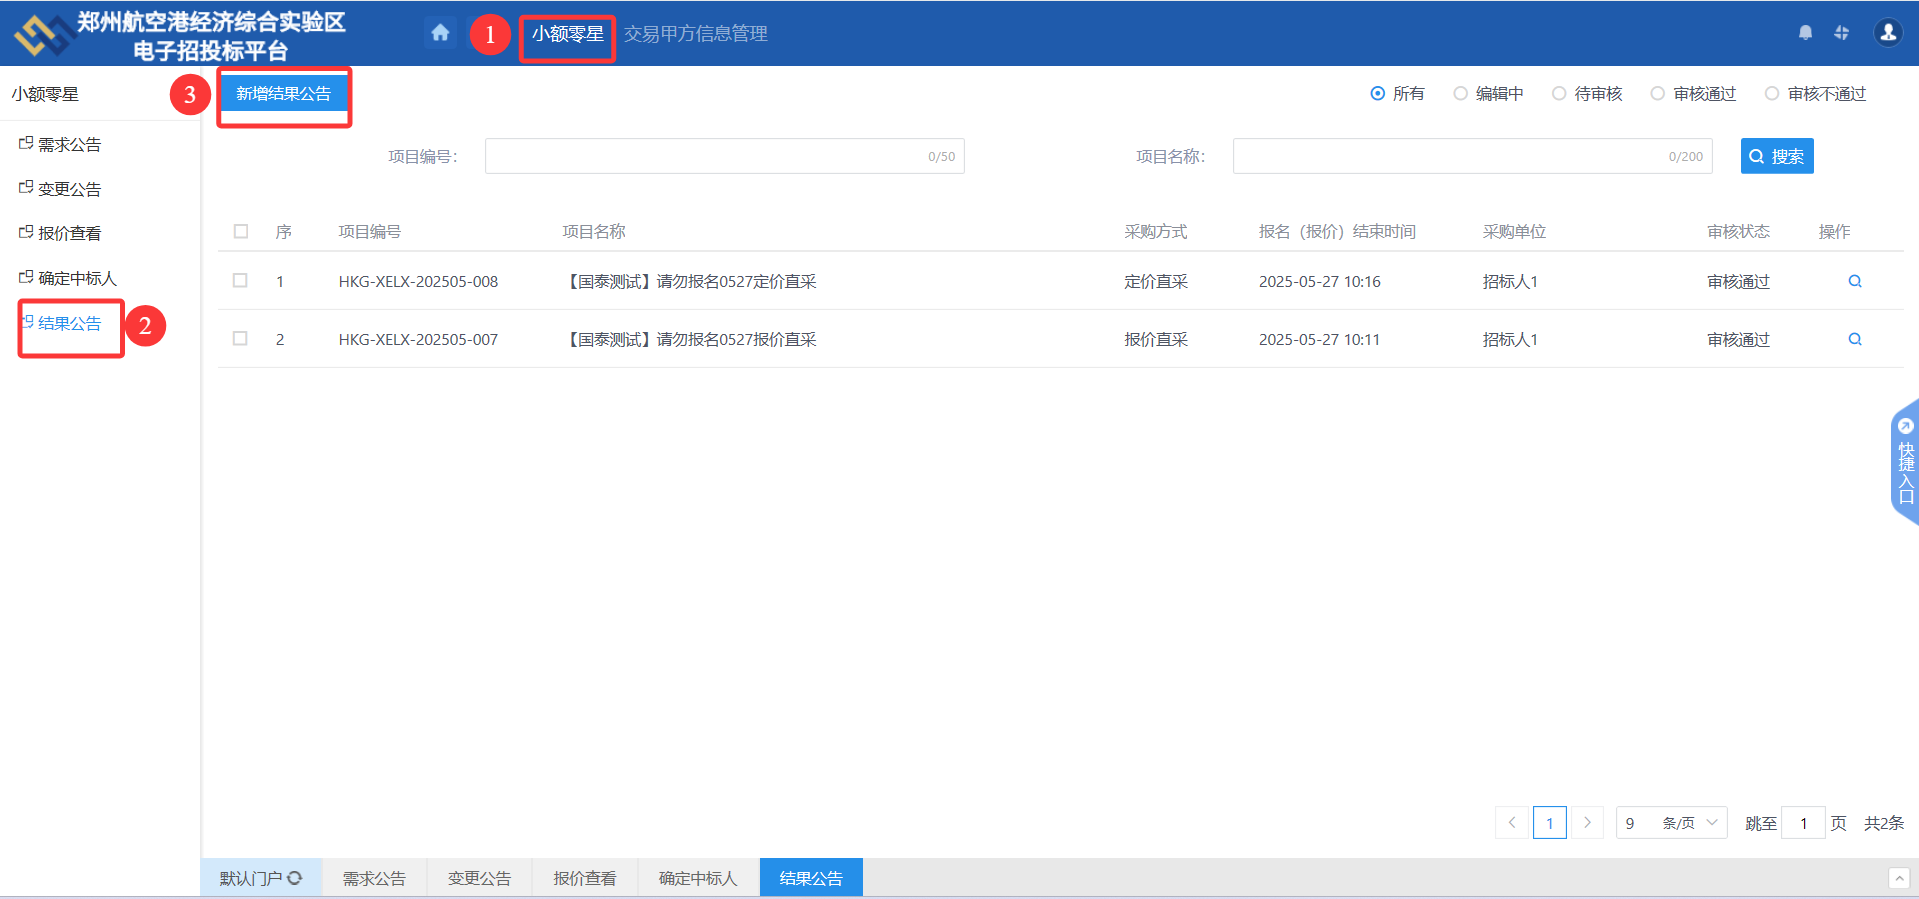 郑州航空港经济综合实验区
电子招投标平台
1
小额零星
交易甲方信息管理
小额零星
需求公告
变更公告
报价查看
确定中标人
结果公告
2
3
新增结果公告
所有
编辑中
待审核
审核通过
审核不通过
项目编号：
0/50
项目名称：
0/200
搜索
序 项目编号 项目名称 采购方式 报名（报价）结束时间 采购单位 审核状态 操作
1 HKG-XELX-202505-008 【国泰测试】请勿报名0527定价直采 定价直采 2025-05-27 10:16 招标人1 审核通过
2 HKG-XELX-202505-007 【国泰测试】请勿报名0527报价直采 报价直采 2025-05-27 10:11 招标人1 审核通过
快捷入口
1
9 条/页
跳至 1 页 共2条
默认门户
需求公告
变更公告
报价查看
确定中标人
结果公告